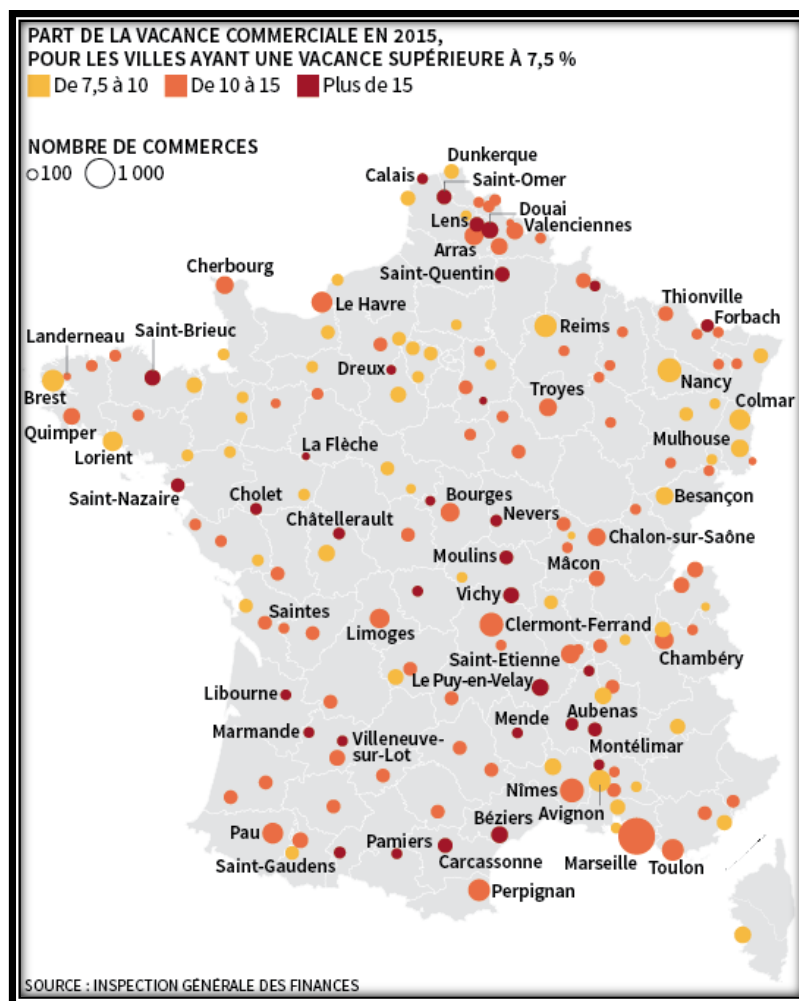 PART DE LA VACANCE COMMERCIALE EN 2015,
POUR LES VILLES AYANT UNE VACANCE SUPÉRIEURE À 7,5 %
De 7,5 à 10 De 10 à 15 Plus de 15
NOMBRE DE COMMERCES
100 1 000
Dunkerque
Calais
Saint-Omer
Douai
Lens
Valenciennes
Arras
Saint-Quentin
Cherbourg
Le Havre
Thionville
Forbach
Reims
Landerneau
Saint-Brieuc
Dreux
Nancy
Troyes
Brest
Colmar
Quimper
Lorient
Mulhouse
La Flèche
Saint-Nazaire
Cholet
Bourges
Besançon
Châtellerault
Nevers
Chalon-sur-Saône
Moulins
Mâcon
Vichy
Saintes
Limoges
Clermont-Ferrand
Saint-Etienne
Chambéry
Le Puy-en-Velay
Libourne
Aubenas
Mende
Marmande
Villeneuve-
sur-Lot
Montélimar
Nîmes
Avignon
Béziers
Pau
Pamiers
Saint-Gaudens
Carcassonne
Marseille
Toulon
Perpignan
SOURCE : INSPECTION GÉNÉRALE DES FINANCES